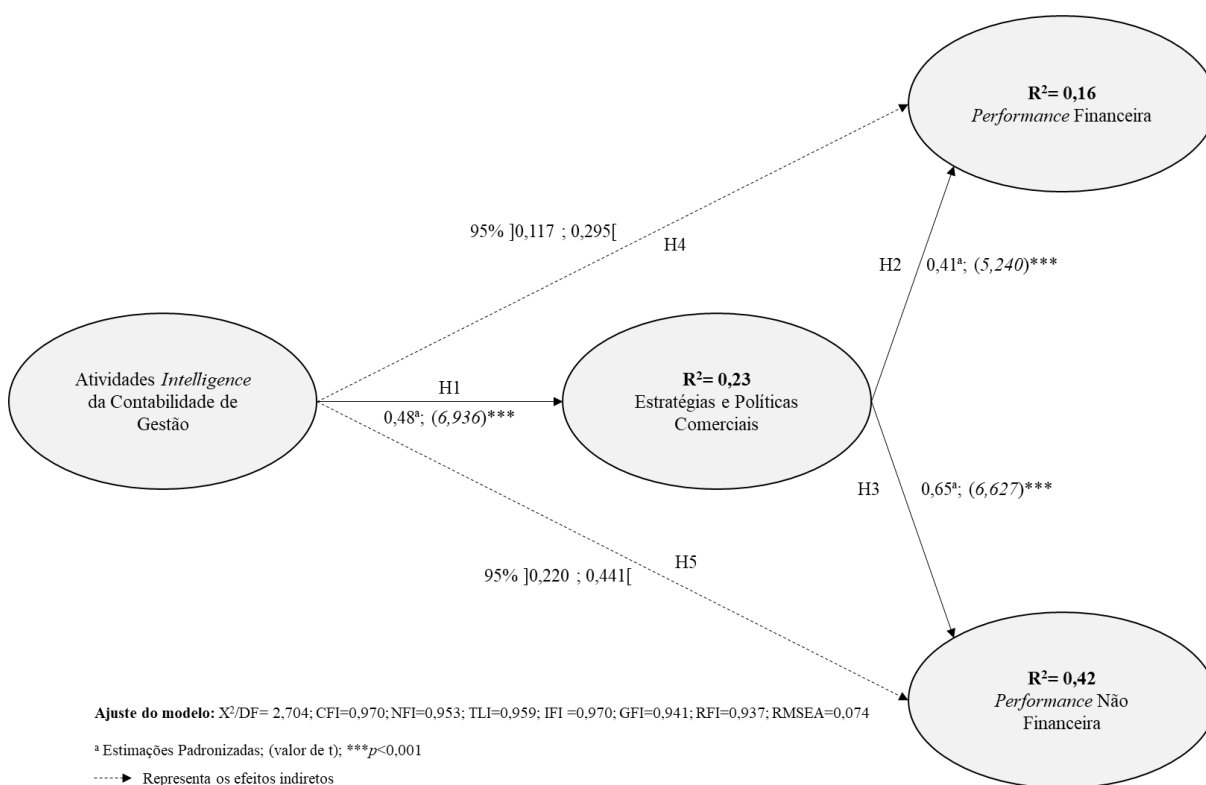 R²= 0,16
Performance Financeira
95% ]0,117 ; 0,295[
H4
H2
0,41ª; (5,240)***
Atividades Intelligence
da Contabilidade de
Gestão
H1
0,48ª; (6,936)***
R²= 0,23
Estratégias e Políticas
Comerciais
H3
0,65ª; (6,627)***
H5
95% ]0,220 ; 0,441[
R²= 0,42
Performance Não
Financeira
Ajuste do modelo: X²/DF= 2,704; CFI=0,970; NFI=0,953; TLI=0,959; IFI =0,970; GFI=0,941; RFI=0,937; RMSEA=0,074
ª Estimações Padronizadas; (valor de t); ***p<0,001
Representa os efeitos indiretos